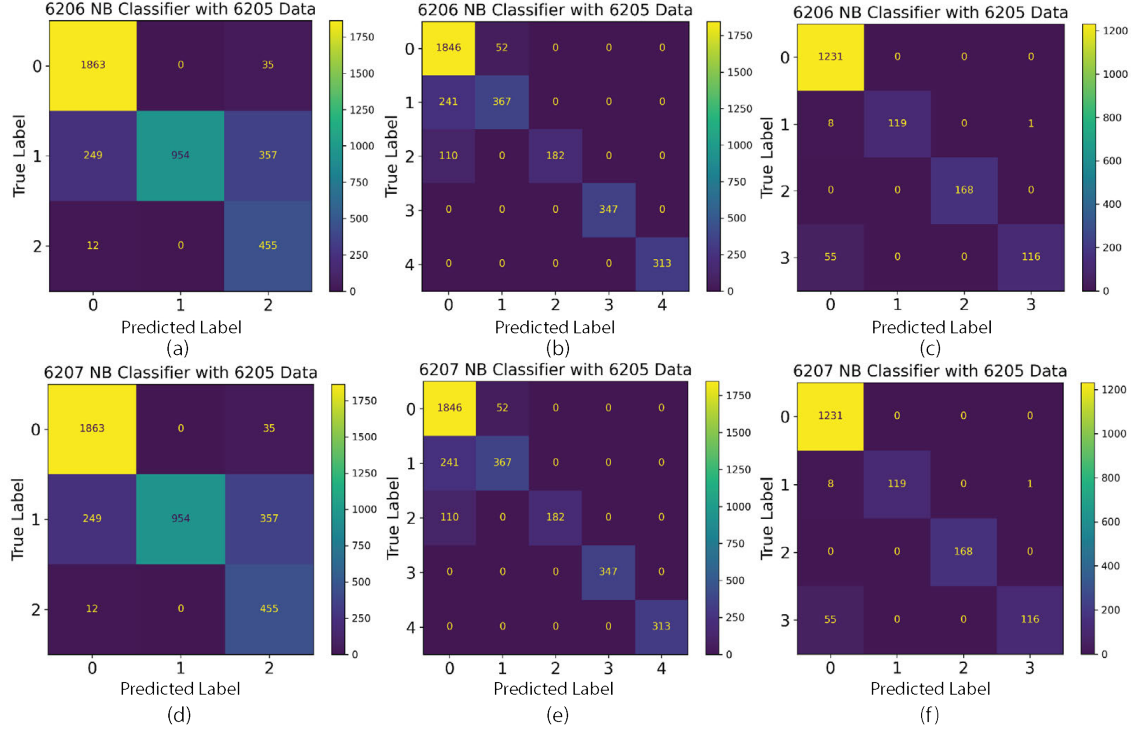 6206 NB Classifier with 6205 Data
0 1863 0 35
1 249 954 357
2 12 0 455
0 1 2
True Label
Predicted Label
1750
1500
1250
1000
750
500
250
0
(a)
6206 NB Classifier with 6205 Data
0 1846 52 0 0 0
1 241 367 0 0 0
2 110 0 182 0 0
3 0 0 0 347 0
4 0 0 0 0 313
0 1 2 3 4
True Label
Predicted Label
1750
1500
1250
1000
750
500
250
0
(b)
6206 NB Classifier with 6205 Data
0 1231 0 0 0
1 8 119 0 1
2 0 0 168 0
3 55 0 0 116
0 1 2 3
True Label
Predicted Label
1200
1000
800
600
400
200
0
(c)
6207 NB Classifier with 6205 Data
0 1863 0 35
1 249 954 357
2 12 0 455
0 1 2
True Label
Predicted Label
1750
1500
1250
1000
750
500
250
0
(d)
6207 NB Classifier with 6205 Data
0 1846 52 0 0 0
1 241 367 0 0 0
2 110 0 182 0 0
3 0 0 0 347 0
4 0 0 0 0 313
0 1 2 3 4
True Label
Predicted Label
1750
1500
1250
1000
750
500
250
0
(e)
6207 NB Classifier with 6205 Data
0 1231 0 0 0
1 8 119 0 1
2 0 0 168 0
3 55 0 0 116
0 1 2 3
True Label
Predicted Label
1200
1000
800
600
400
200
0
(f)